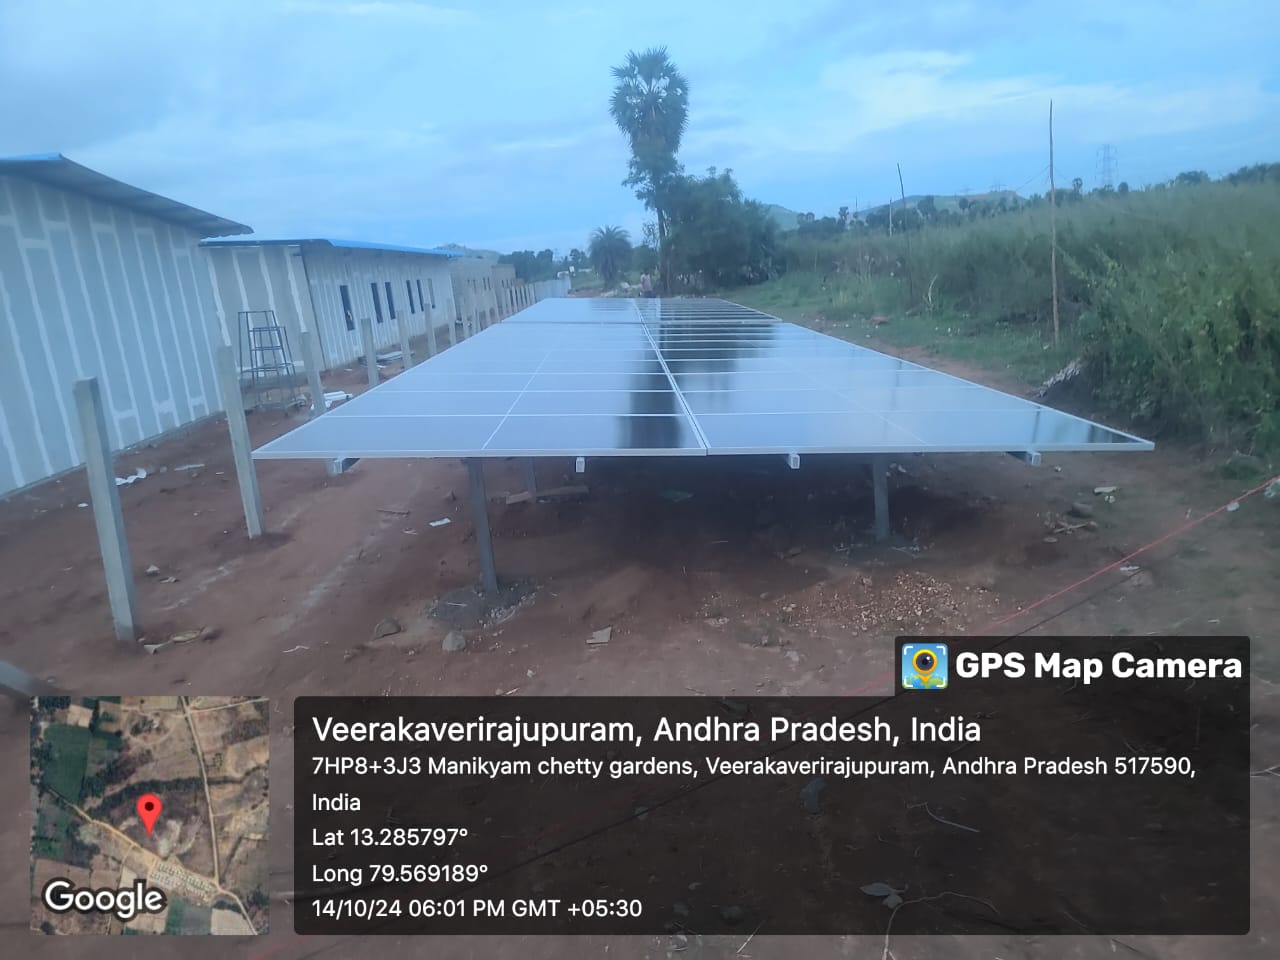 GPS Map Camera
Veerakaverirajupuram, Andhra Pradesh, India
7HP8+3J3 Manikyam chetty gardens, Veerakaverirajupuram, Andhra Pradesh 517590,
India
Lat 13.285797°
Long 79.569189°
14/10/24 06:01 PM GMT +05:30
Google